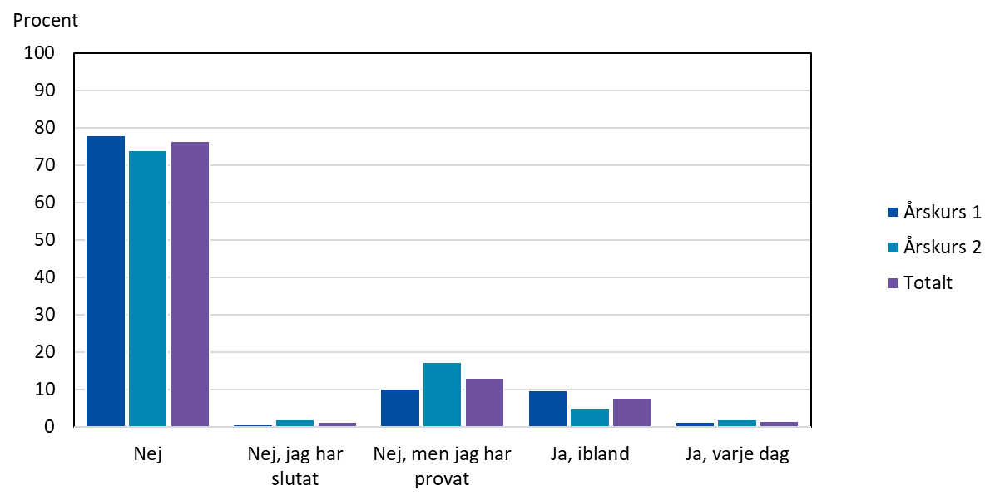 Procent
100
90
80
70
60
50
40
30
20
10
0
Nej
Nej, jag har
slutat
Nej, men jag har
provat
Ja, ibland
Ja, varje dag
Årskurs 1
Årskurs 2
Totalt